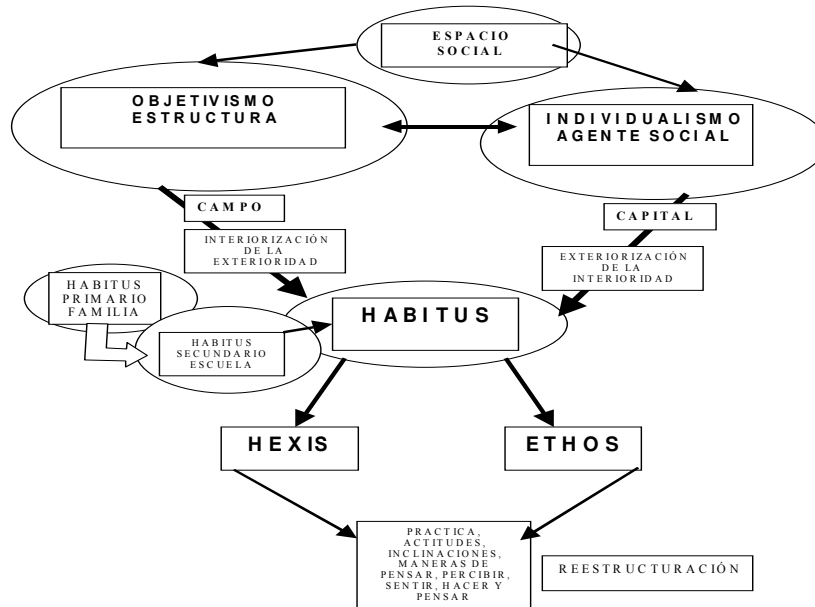 ESPACIO
SOCIAL
OBJETIVISMO
ESTRUCTURA
INDIVIDUALISMO
AGENTE SOCIAL
CAMPO
CAPITAL
INTERIORIZACIÓN
DE LA
EXTERIORIDAD
EXTERIORIZACIÓN
DE LA
INTERIORIDAD
HABITUS
PRIMARIO
FAMILIA
HABITUS
SECUNDARIO
ESCUELA
HABITUS
HEXIS
ETHOS
PRACTICA,
ACTITUDES,
INCLINACIONES,
MANERAS DE
PENSAR, PERCIBIR,
SENTIR, HACER Y
PENSAR
REESTRUCTURACIÓN